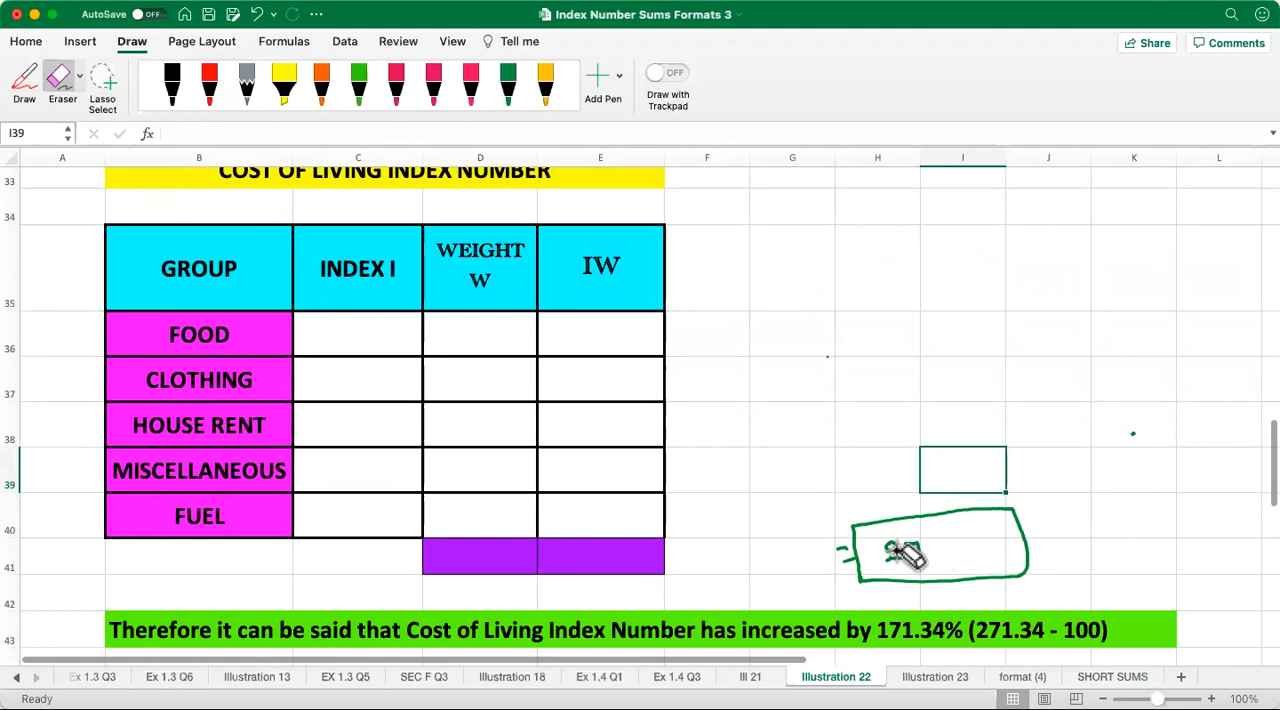 AutoSave OFF Index Number Sums Formats 3
Home Insert Draw Page Layout Formulas Data Review View Tell me Share Comments
Draw Eraser Lasso Select Add Pen OFF Draw with Trackpad
I39 fx
A B C D E F G H I J K L
33 COST OF LIVING INDEX NUMBER
34
35 GROUP INDEX I WEIGHT W IW
36 FOOD
37 CLOTHING
38 HOUSE RENT
39 MISCELLANEOUS
40 FUEL
41
42
43 Therefore it can be said that Cost of Living Index Number has increased by 171.34% (271.34 - 100)
Ex 1.3 Q3 Ex 1.3 Q6 Illustration 13 Ex 1.3 Q5 SEC F Q3 Illustration 18 Ex 1.4 Q1 Ex 1.4 Q3 Ill 21 Illustration 22 Illustration 23 format (4) SHORT SUMS
Ready 100%